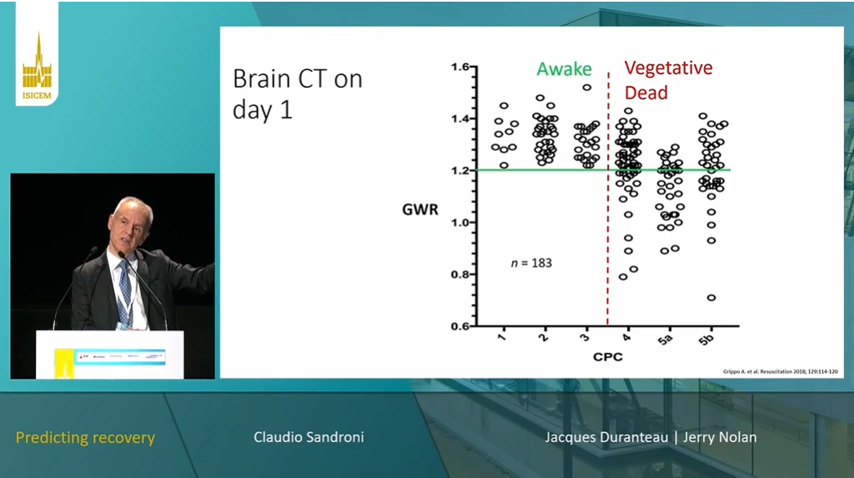 ISICEM
Brain CT on
day 1
Awake
Vegetative
Dead
GWR
1.6
1.4
1.2
1.0
0.8
0.6
n = 183
1
2
3
4
5a
5b
CPC
Grippo A. et al. Resuscitation 2018; 129:114-120
Predicting recovery
Claudio Sandroni
Jacques Duranteau | Jerry Nolan